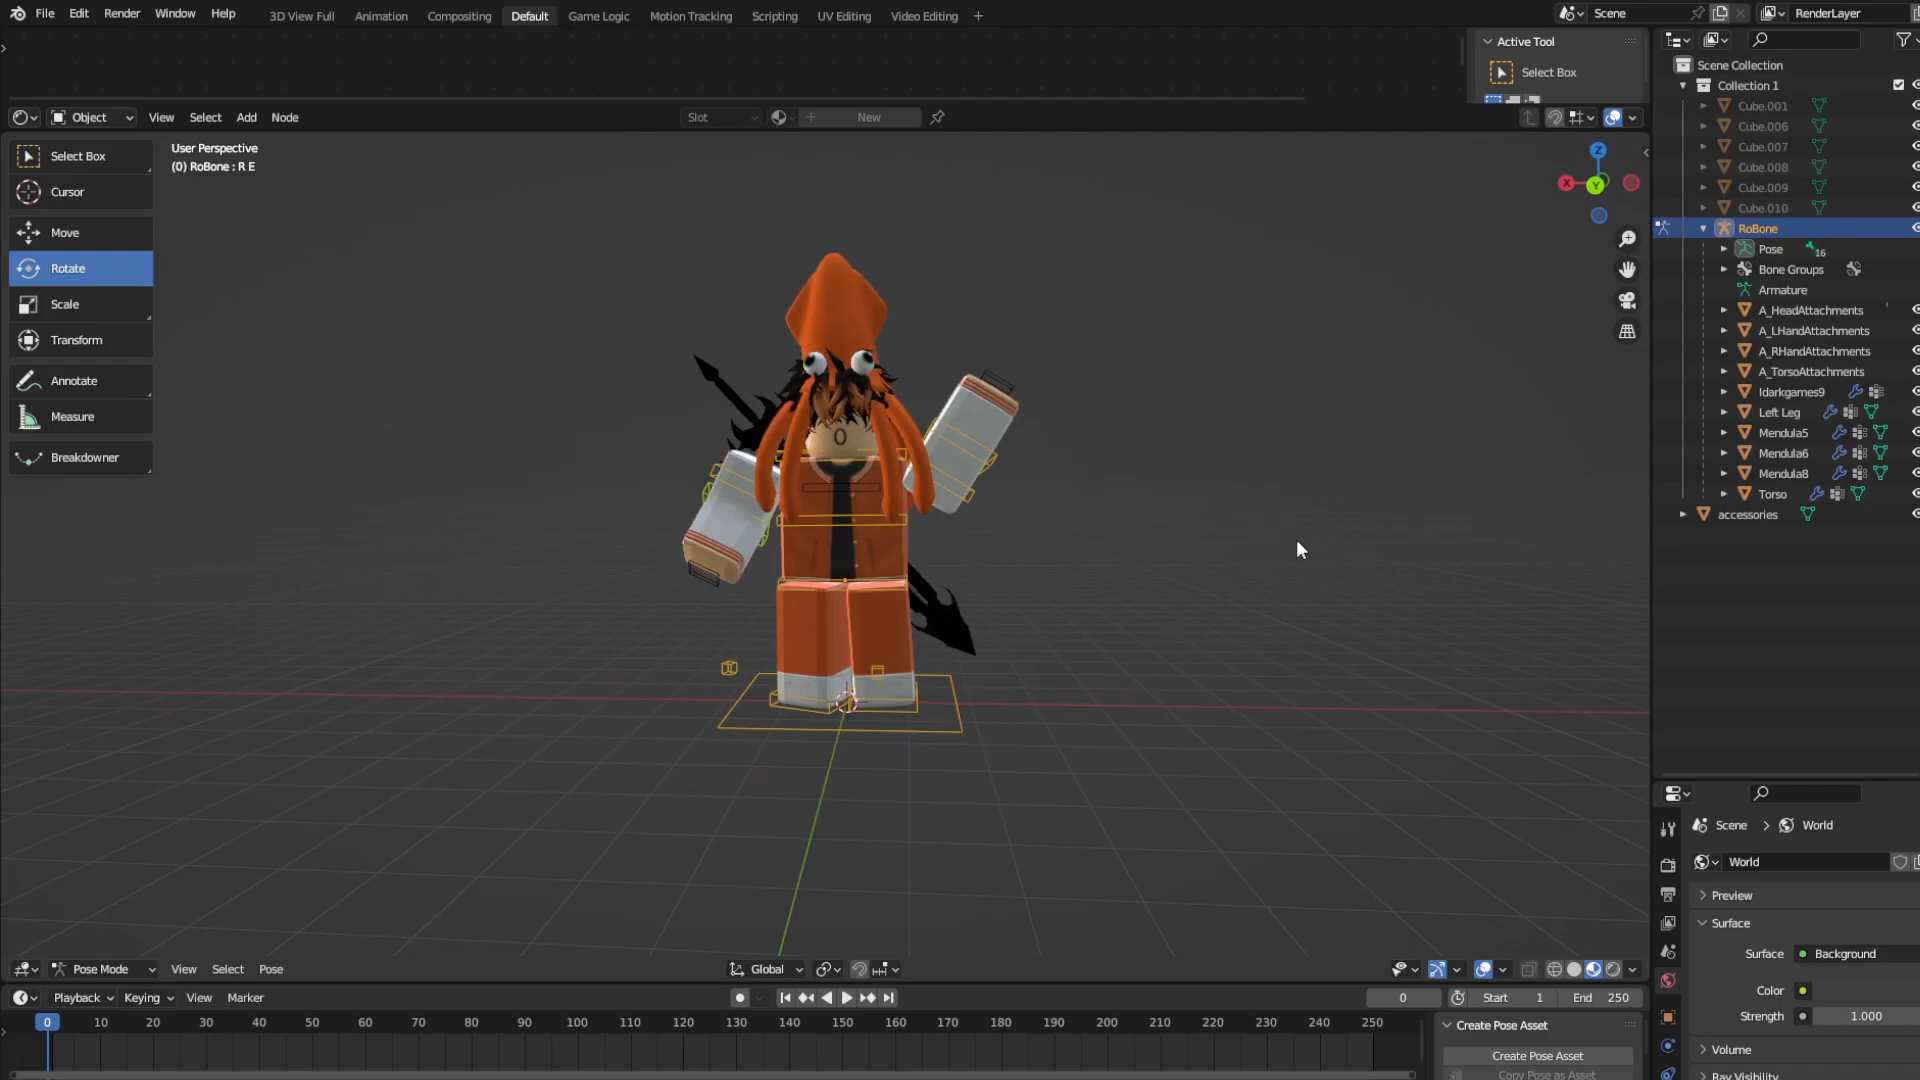 File Edit Render Window Help 3D View Full Animation Compositing Default Game Logic Motion Tracking Scripting UV Editing Video Editing + Scene RenderLayer
Active Tool
Select Box
Object View Select Add Node Slot New
User Perspective
(0) RoBone : R E
Select Box
Cursor
Move
Rotate
Scale
Transform
Annotate
Measure
Breakdowner
Z
X
Y
Scene Collection
Collection 1
Cube.001
Cube.006
Cube.007
Cube.008
Cube.009
Cube.010
RoBone
Pose 16
Bone Groups
Armature
A_HeadAttachments
A_LHandAttachments
A_RHandAttachments
A_TorsoAttachments
Idarkgames9
Left Leg
Mendula5
Mendula6
Mendula8
Torso
accessories
Scene > World
World
Preview
Surface
Surface Background
Color
Strength 1.000
Volume
Ray Visibility
Pose Mode View Select Pose Global
Playback Keying View Marker 0 Start 1 End 250
0 10 20 30 40 50 60 70 80 90 100 110 120 130 140 150 160 170 180 190 200 210 220 230 240 250
Create Pose Asset
Create Pose Asset
Copy Pose as Asset